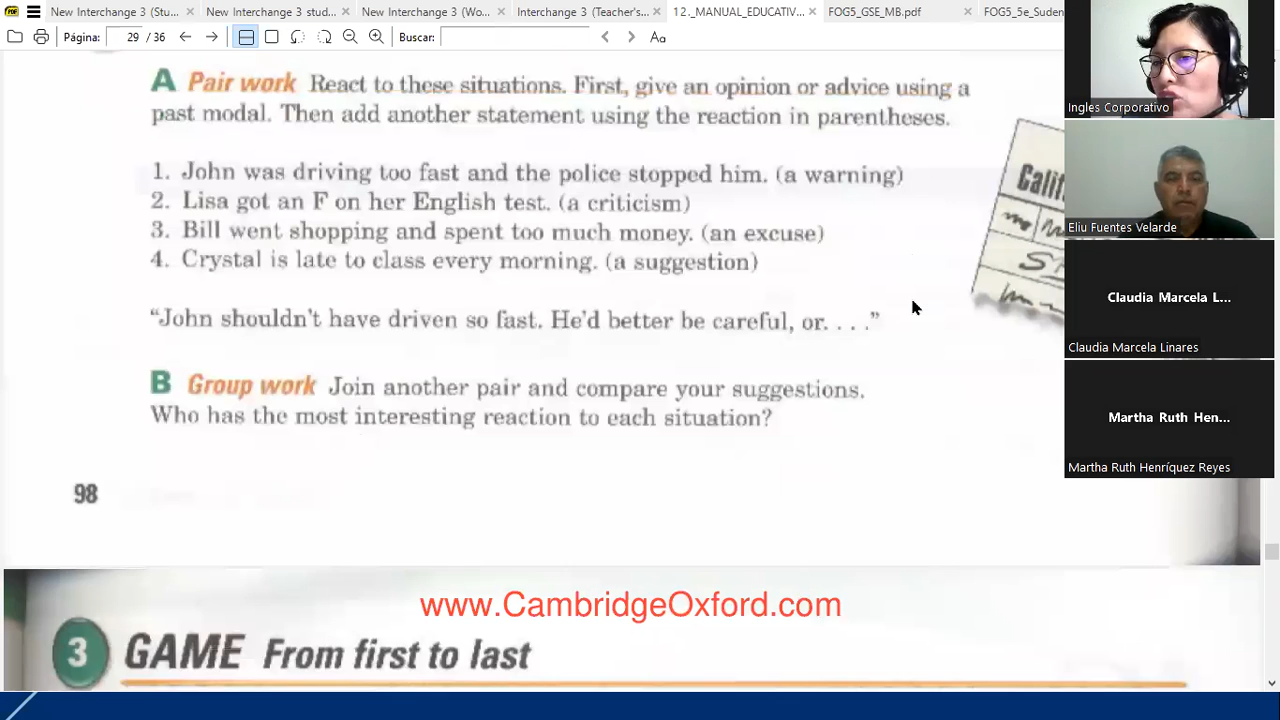 New Interchange 3 (Stu...
New Interchange 3 stud...
New Interchange 3 (Wo...
Interchange 3 (Teacher's...
12._MANUAL_EDUCATIV...
FOG5_GSE_MB.pdf
FOG5_5e_Suden
Página:
29 / 36
Buscar:
Aa
A Pair work React to these situations. First, give an opinion or advice using a
past modal. Then add another statement using the reaction in parentheses.
1. John was driving too fast and the police stopped him. (a warning)
2. Lisa got an F on her English test. (a criticism)
3. Bill went shopping and spent too much money. (an excuse)
4. Crystal is late to class every morning. (a suggestion)
“John shouldn't have driven so fast. He'd better be careful, or. . . .”
B Group work Join another pair and compare your suggestions.
Who has the most interesting reaction to each situation?
98
www.CambridgeOxford.com
3 GAME From first to last
Ingles Corporativo
Eliu Fuentes Velarde
Claudia Marcela L...
Claudia Marcela Linares
Martha Ruth Hen...
Martha Ruth Henríquez Reyes